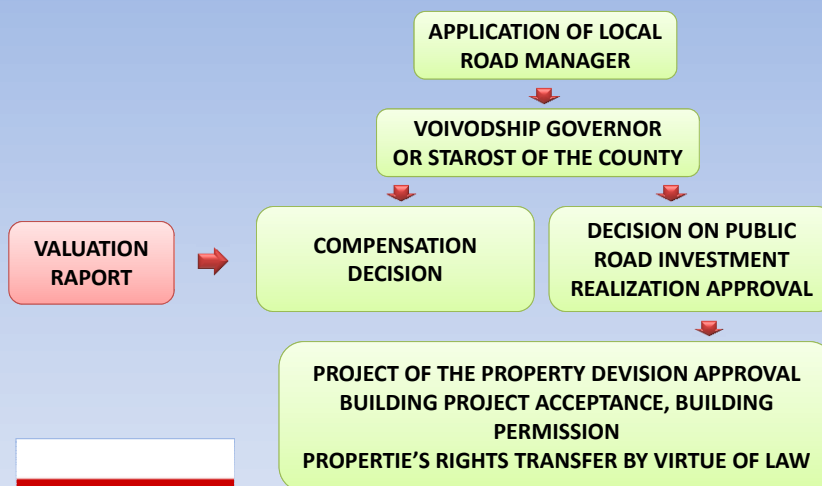 APPLICATION OF LOCAL
ROAD MANAGER
VOIVODSHIP GOVERNOR
OR STAROST OF THE COUNTY
VALUATION
RAPORT
COMPENSATION
DECISION
DECISION ON PUBLIC
ROAD INVESTMENT
REALIZATION APPROVAL
PROJECT OF THE PROPERTY DEVISION APPROVAL
BUILDING PROJECT ACCEPTANCE, BUILDING
PERMISSION
PROPERTIE'S RIGHTS TRANSFER BY VIRTUE OF LAW